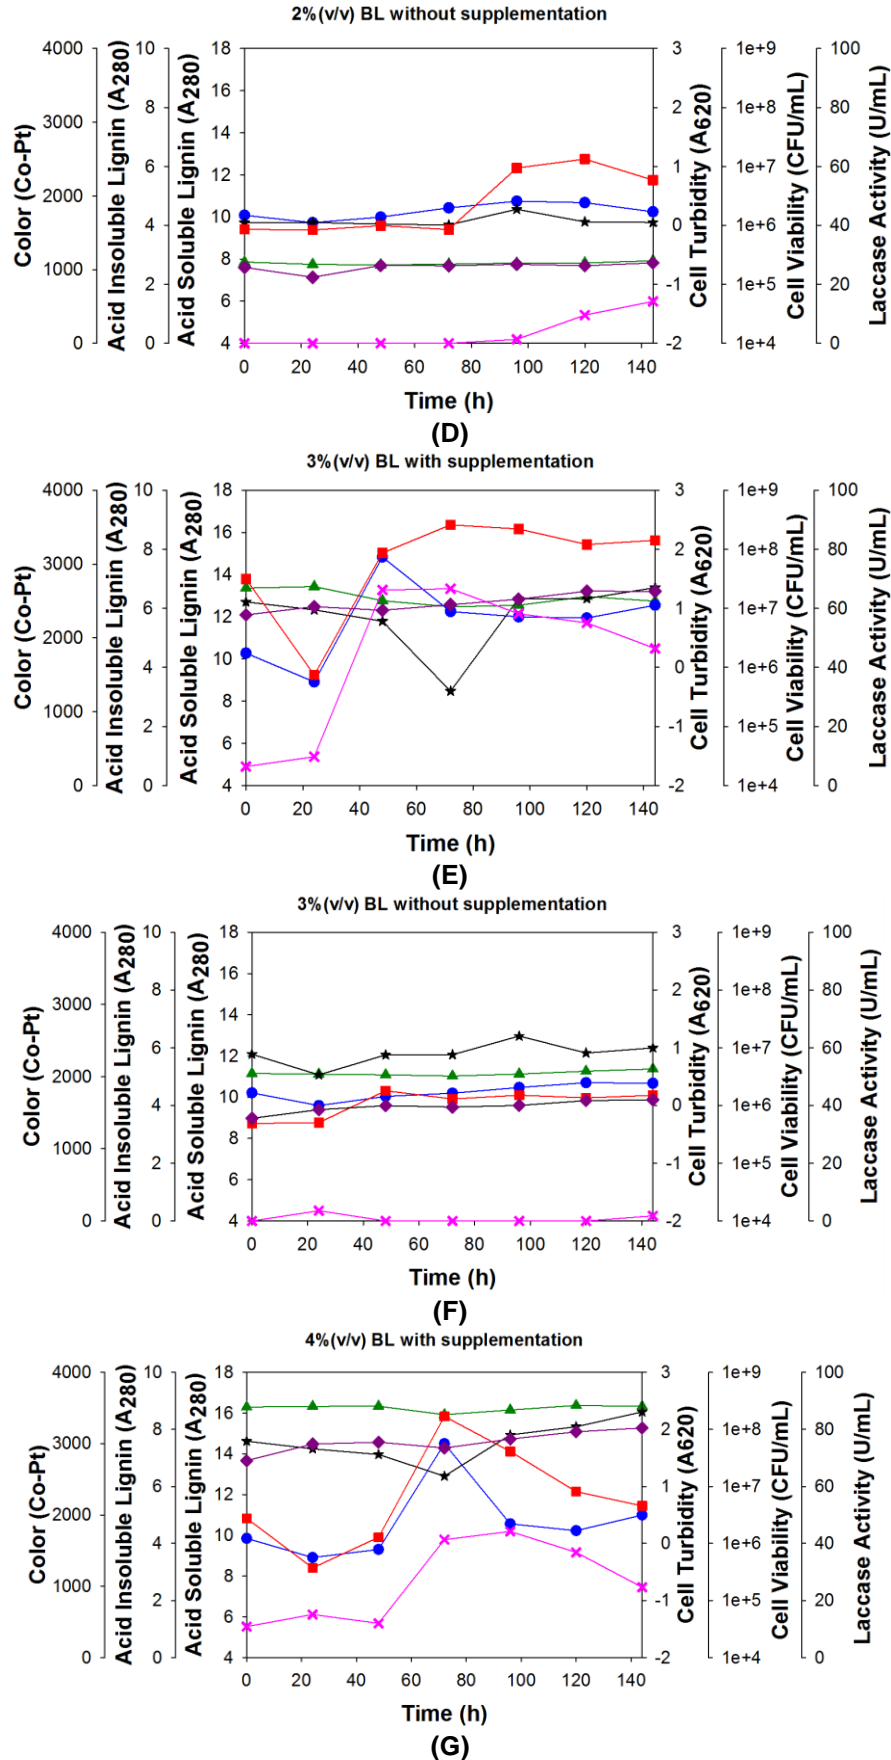 2%(v/v) BL without supplementation
Color (Co-Pt)
4000
3000
2000
1000
0
Acid Insoluble Lignin (A280)
10
8
6
4
2
0
Acid Soluble Lignin (A280)
18
16
14
12
10
8
6
4
Cell Turbidity (A620)
3
2
1
0
-1
-2
Cell Viability (CFU/mL)
1e+9
1e+8
1e+7
1e+6
1e+5
1e+4
Laccase Activity (U/mL)
100
80
60
40
20
0
0 20 40 60 80 100 120 140
Time (h)
(D)
3%(v/v) BL with supplementation
Color (Co-Pt)
4000
3000
2000
1000
0
Acid Insoluble Lignin (A280)
10
8
6
4
2
0
Acid Soluble Lignin (A280)
18
16
14
12
10
8
6
4
Cell Turbidity (A620)
3
2
1
0
-1
-2
Cell Viability (CFU/mL)
1e+9
1e+8
1e+7
1e+6
1e+5
1e+4
Laccase Activity (U/mL)
100
80
60
40
20
0
0 20 40 60 80 100 120 140
Time (h)
(E)
3%(v/v) BL without supplementation
Color (Co-Pt)
4000
3000
2000
1000
0
Acid Insoluble Lignin (A280)
10
8
6
4
2
0
Acid Soluble Lignin (A280)
18
16
14
12
10
8
6
4
Cell Turbidity (A620)
3
2
1
0
-1
-2
Cell Viability (CFU/mL)
1e+9
1e+8
1e+7
1e+6
1e+5
1e+4
Laccase Activity (U/mL)
100
80
60
40
20
0
0 20 40 60 80 100 120 140
Time (h)
(F)
4%(v/v) BL with supplementation
Color (Co-Pt)
4000
3000
2000
1000
0
Acid Insoluble Lignin (A280)
10
8
6
4
2
0
Acid Soluble Lignin (A280)
18
16
14
12
10
8
6
4
Cell Turbidity (A620)
3
2
1
0
-1
-2
Cell Viability (CFU/mL)
1e+9
1e+8
1e+7
1e+6
1e+5
1e+4
Laccase Activity (U/mL)
100
80
60
40
20
0
0 20 40 60 80 100 120 140
Time (h)
(G)